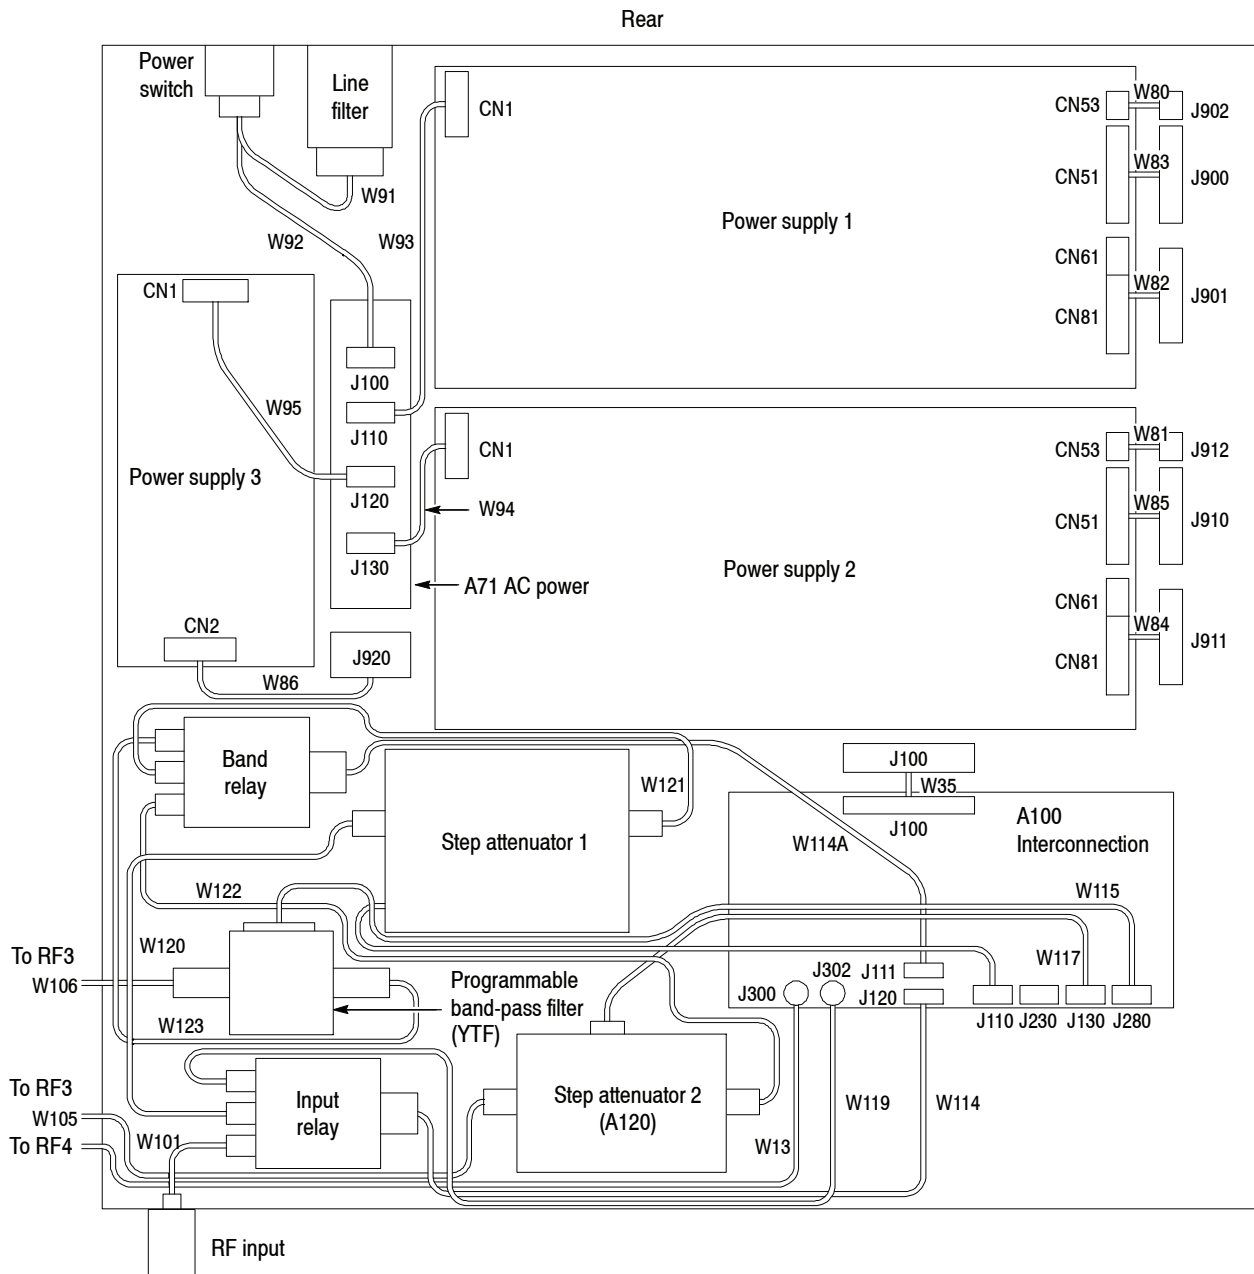 Rear
Power
switch
Line
filter
CN1
CN53
W80
J902
W91
CN51
W83
J900
W92
W93
Power supply 1
CN61
W82
J901
CN1
CN81
J100
W95
J110
CN1
CN53
W81
J912
Power supply 3
J120
W94
CN51
W85
J910
J130
A71 AC power
Power supply 2
CN61
W84
J911
CN2
J920
CN81
W86
Band
relay
J100
W121
W35
J100
A100
Interconnection
Step attenuator 1
W114A
W122
W115
W120
To RF3
W106
W117
Programmable
band-pass filter
(YTF)
J302
J111
J300
J120
W123
J110
J230
J130
J280
To RF3
W105
Input
relay
Step attenuator 2
(A120)
W119
W114
To RF4
W101
W13
RF input